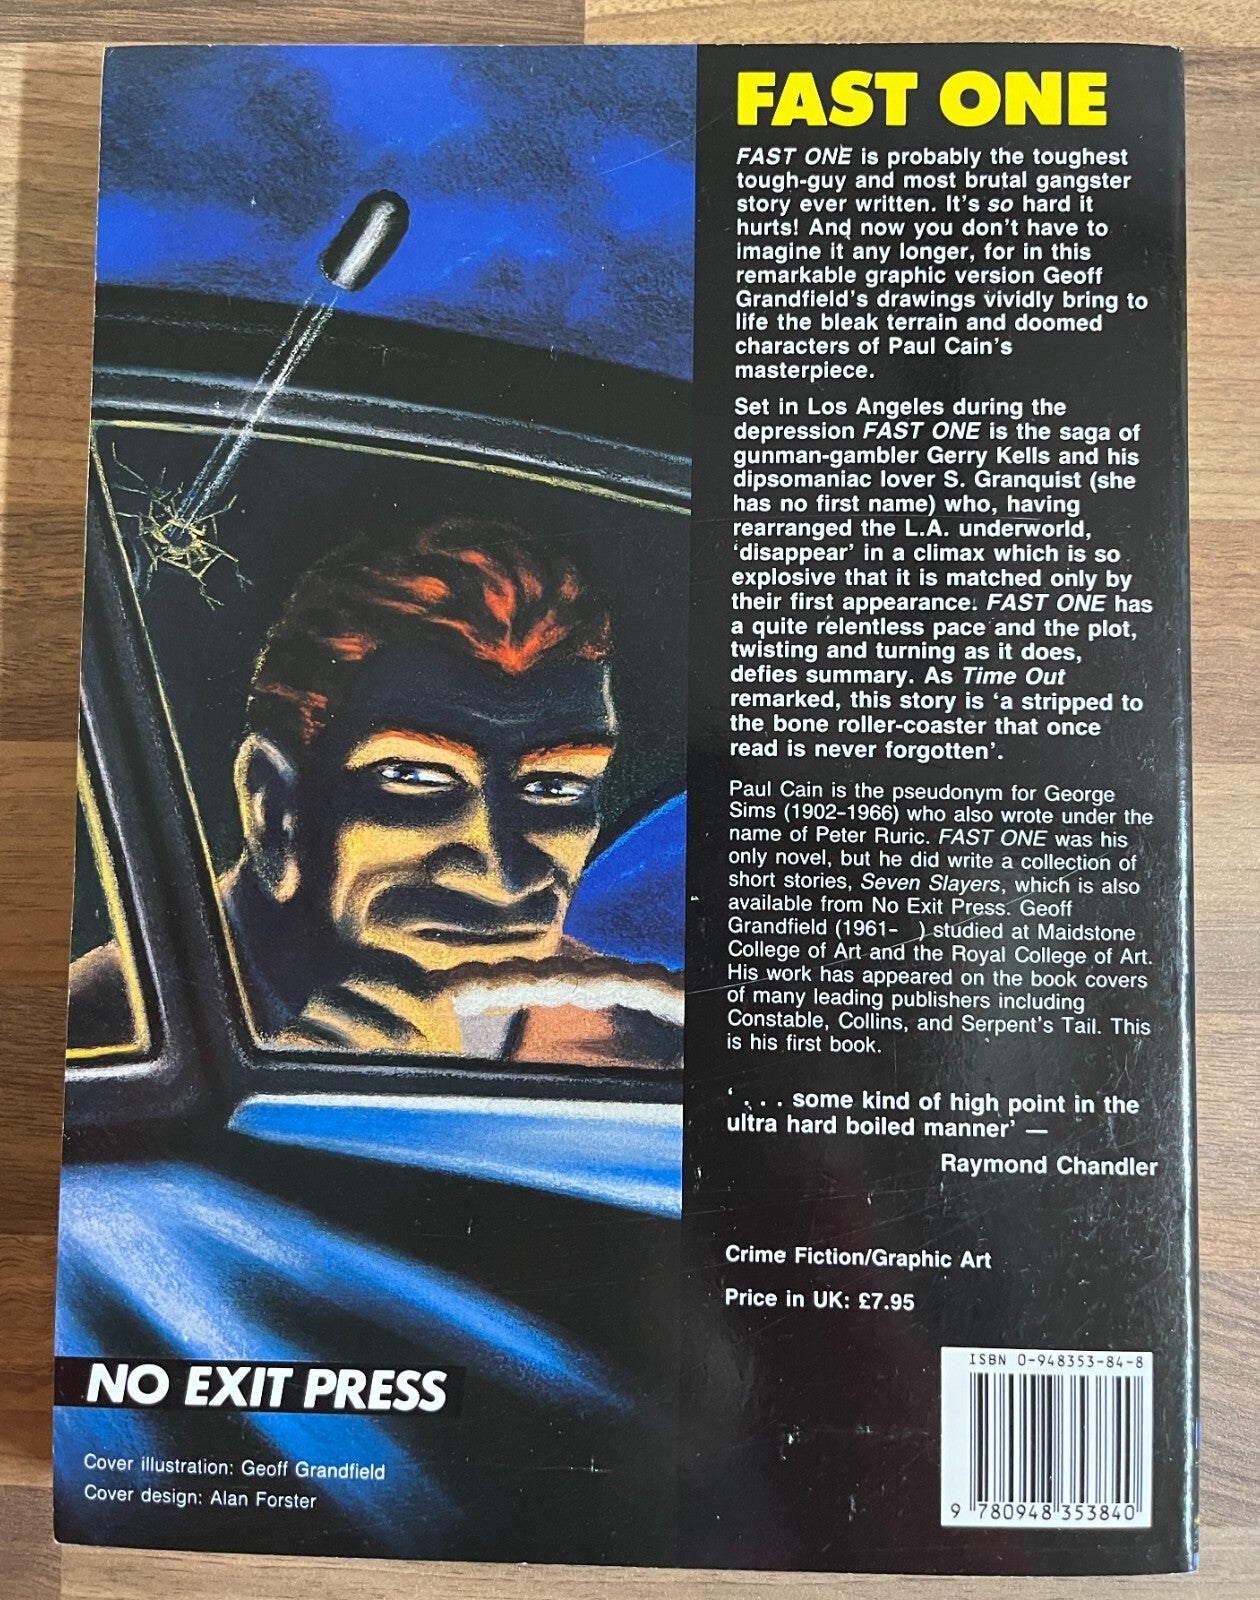 FAST ONE
FAST ONE is probably the toughest
tough-guy and most brutal gangster
story ever written. It's so hard it
hurts! And now you don't have to
imagine it any longer, for in this
remarkable graphic version Geoff
Grandfield's drawings vividly bring to
life the bleak terrain and doomed
characters of Paul Cain's
masterpiece.
Set in Los Angeles during the
depression FAST ONE is the saga of
gunman-gambler Gerry Kells and his
dipsomaniac lover S. Granquist (she
has no first name) who, having
rearranged the L.A. underworld,
'disappear' in a climax which is so
explosive that it is matched only by
their first appearance. FAST ONE has
a quite relentless pace and the plot,
twisting and turning as it does,
defies summary. As Time Out
remarked, this story is 'a stripped to
the bone roller-coaster that once
read is never forgotten'.
Paul Cain is the pseudonym for George
Sims (1902-1966) who also wrote under the
name of Peter Ruric. FAST ONE was his
only novel, but he did write a collection of
short stories, Seven Slayers, which is also
available from No Exit Press. Geoff
Grandfield (1961-  ) studied at Maidstone
College of Art and the Royal College of Art.
His work has appeared on the book covers
of many leading publishers including
Constable, Collins, and Serpent's Tail. This
is his first book.
' . . . some kind of high point in the
ultra hard boiled manner' —
Raymond Chandler
Crime Fiction/Graphic Art
Price in UK: £7.95
ISBN 0-948353-84-8
9 780948 353840
NO EXIT PRESS
Cover illustration: Geoff Grandfield
Cover design: Alan Forster